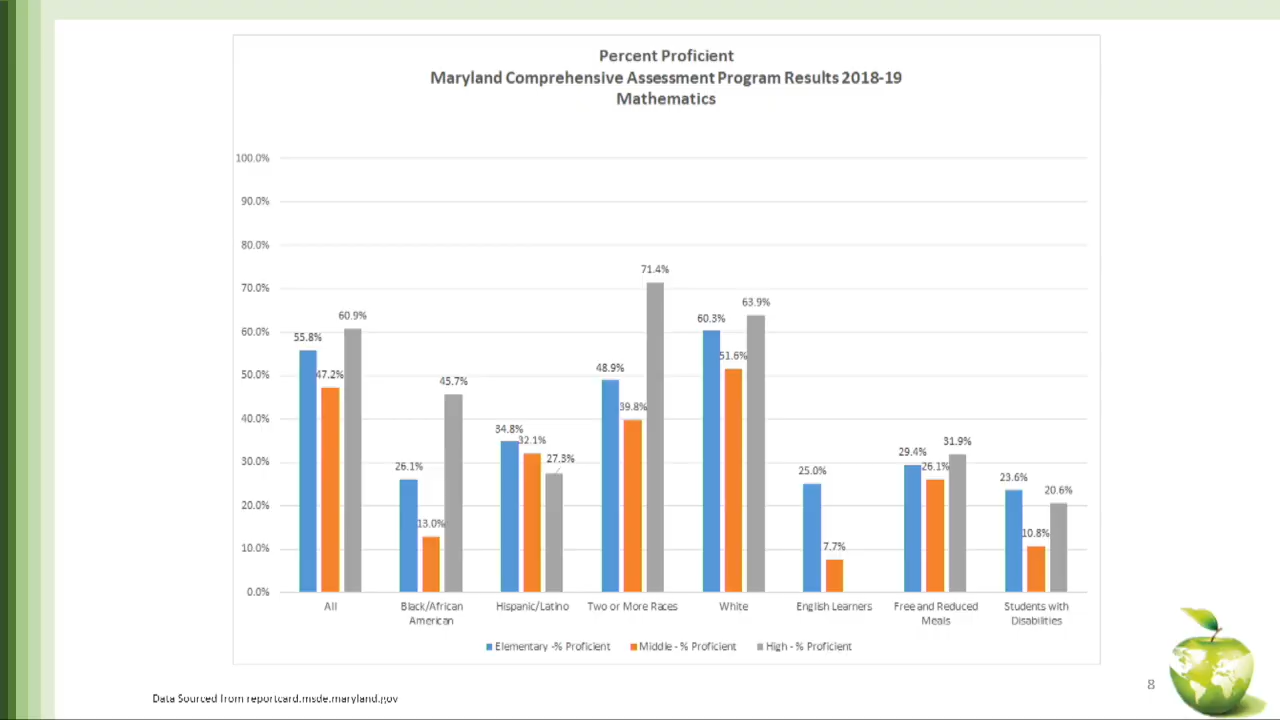 Percent Proficient
Maryland Comprehensive Assessment Program Results 2018-19
Mathematics
100.0%
90.0%
80.0%
70.0%
60.0%
50.0%
40.0%
30.0%
20.0%
10.0%
0.0%
55.8%
47.2%
60.9%
26.1%
13.0%
45.7%
34.8%
32.1%
27.3%
48.9%
39.8%
71.4%
60.3%
51.6%
63.9%
25.0%
7.7%
29.4%
26.1%
31.9%
23.6%
10.8%
20.6%
All
Black/African
American
Hispanic/Latino
Two or More Races
White
English Learners
Free and Reduced
Meals
Students with
Disabilities
Elementary -% Proficient
Middle - % Proficient
High - % Proficient
Data Sourced from reportcard.msde.maryland.gov
8